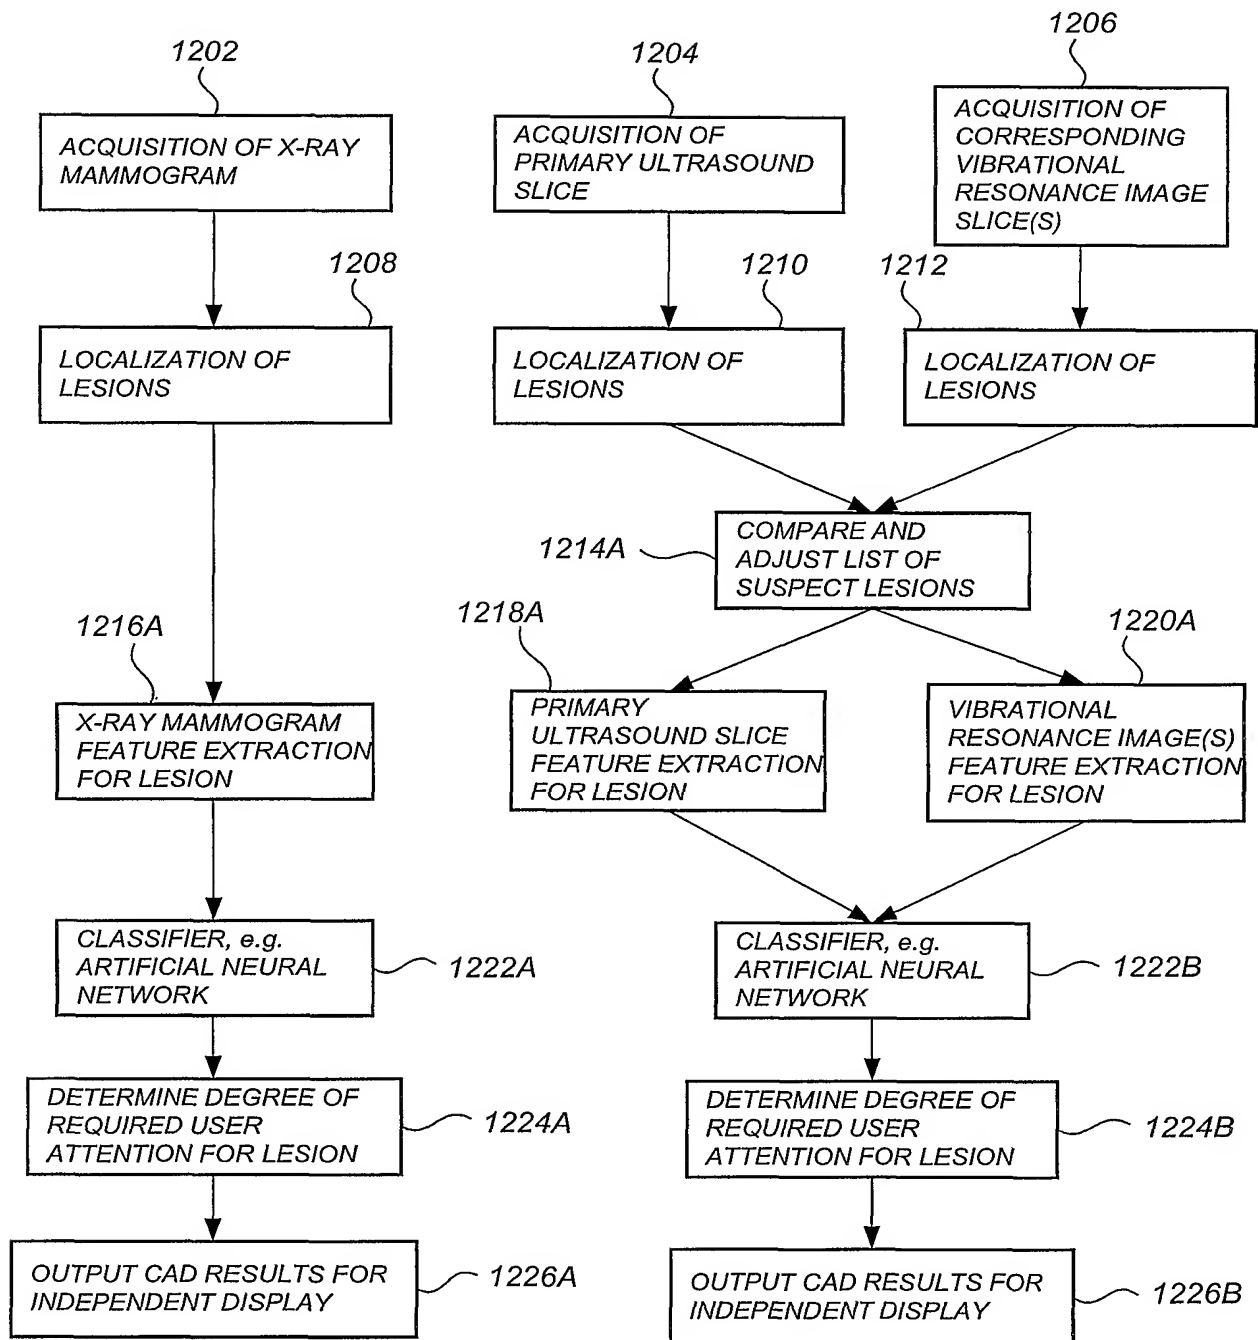 1202
1204
1206
ACQUISITION OF X-RAY
MAMMOGRAM
ACQUISITION OF
PRIMARY ULTRASOUND
SLICE
ACQUISITION OF
CORRESPONDING
VIBRATIONAL
RESONANCE IMAGE
SLICE(S)
1208
1210
1212
LOCALIZATION OF
LESIONS
LOCALIZATION OF
LESIONS
LOCALIZATION OF
LESIONS
1214A
COMPARE AND
ADJUST LIST OF
SUSPECT LESIONS
1216A
1218A
1220A
X-RAY MAMMOGRAM
FEATURE EXTRACTION
FOR LESION
PRIMARY
ULTRASOUND SLICE
FEATURE EXTRACTION
FOR LESION
VIBRATIONAL
RESONANCE IMAGE(S)
FEATURE EXTRACTION
FOR LESION
CLASSIFIER, e.g.
ARTIFICIAL NEURAL
NETWORK
1222A
CLASSIFIER, e.g.
ARTIFICIAL NEURAL
NETWORK
1222B
DETERMINE DEGREE OF
REQUIRED USER
ATTENTION FOR LESION
1224A
DETERMINE DEGREE OF
REQUIRED USER
ATTENTION FOR LESION
1224B
OUTPUT CAD RESULTS FOR
INDEPENDENT DISPLAY
1226A
OUTPUT CAD RESULTS FOR
INDEPENDENT DISPLAY
1226B